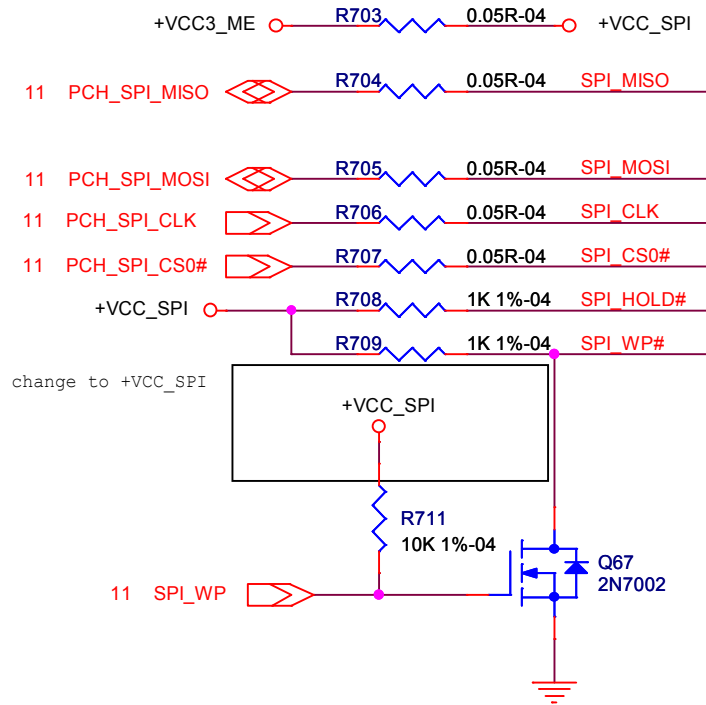 +VCC3_ME R703 0.05R-04 +VCC_SPI
11 PCH_SPI_MISO R704 0.05R-04 SPI_MISO
11 PCH_SPI_MOSI R705 0.05R-04 SPI_MOSI
11 PCH_SPI_CLK R706 0.05R-04 SPI_CLK
11 PCH_SPI_CS0# R707 0.05R-04 SPI_CS0#
+VCC_SPI R708 1K 1%-04 SPI_HOLD#
R709 1K 1%-04 SPI_WP#
change to +VCC_SPI
+VCC_SPI
R711
10K 1%-04
Q67
2N7002
11 SPI_WP